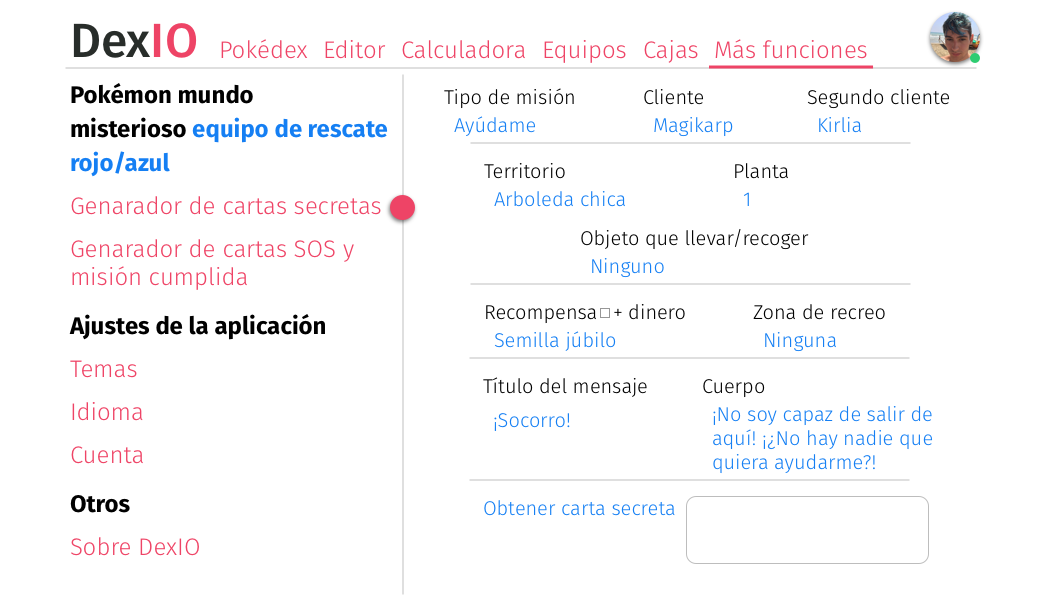 DexIO Pokédex Editor Calculadora Equipos Cajas Más funciones
Pokémon mundo
misterioso equipo de rescate
rojo/azul
Genarador de cartas secretas
Genarador de cartas SOS y
misión cumplida
Ajustes de la aplicación
Temas
Idioma
Cuenta
Otros
Sobre DexIO
Tipo de misión Cliente Segundo cliente
Ayúdame Magikarp Kirlia
Territorio Planta
Arboleda chica 1
Objeto que llevar/recoger
Ninguno
Recompensa□+ dinero Zona de recreo
Semilla júbilo Ninguna
Título del mensaje Cuerpo
¡Socorro!
¡No soy capaz de salir de
aquí! ¡¿No hay nadie que
quiera ayudarme?!
Obtener carta secreta